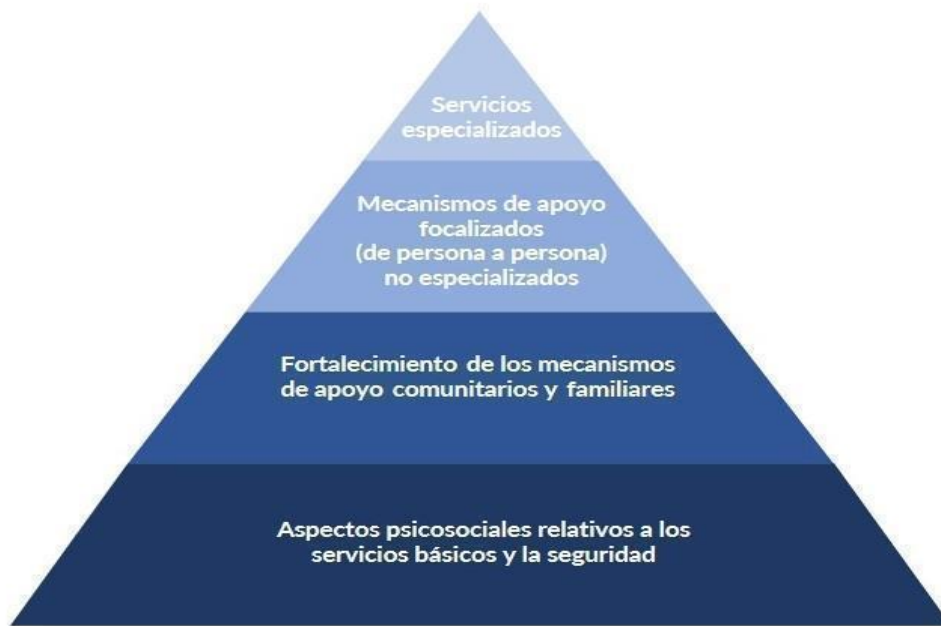 Servicios
especializados
Mecanismos de apoyo
focalizados
(de persona a persona)
no especializados
Fortalecimiento de los mecanismos
de apoyo comunitarios y familiares
Aspectos psicosociales relativos a los
servicios básicos y la seguridad